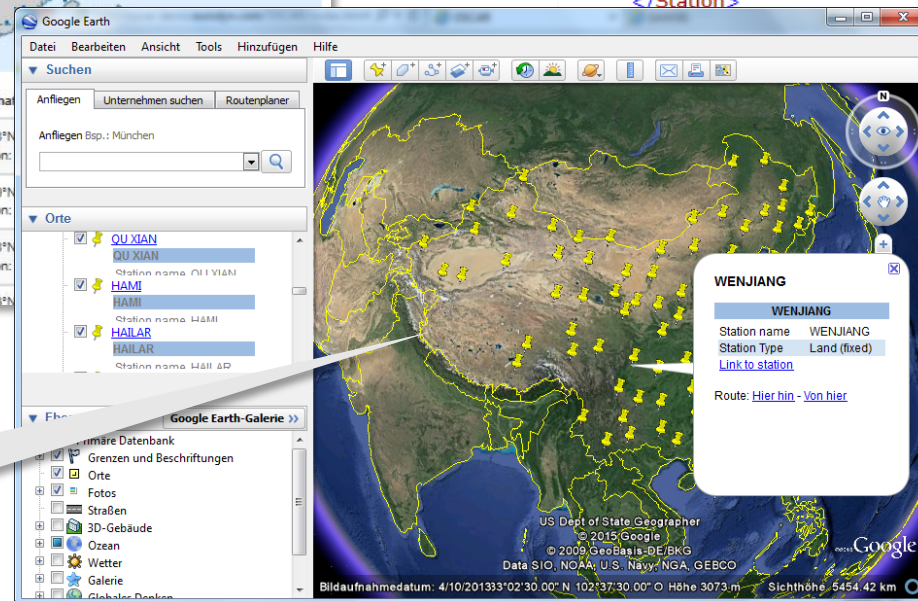 </Station>
Google Earth
Datei Bearbeiten Ansicht Tools Hinzufügen Hilfe
Suchen
Anfliegen Unternehmen suchen Routenplaner
Anfliegen Bsp.: München
Orte
QU XIAN
QU XIAN
Station name QU XIAN
HAMI
HAMI
Station name HAMI
HAILAR
HAILAR
Station name HAILAR
Google Earth-Galerie »
Primäre Datenbank
Grenzen und Beschriftungen
Orte
Fotos
Straßen
3D-Gebäude
Ozean
Wetter
Galerie
Globales Denken
N
WENJIANG
WENJIANG
Station name WENJIANG
Station Type Land (fixed)
Link to station
Route: Hier hin - Von hier
US Dept of State Geographer
© 2015 Google
© 2009 GeoBasis-DE/BKG
Data SIO, NOAA, U.S. Navy, NGA, GEBCO
Google
Bildaufnahmedatum: 4/10/2013 33°02'30.00" N 102°37'30.00" O Höhe 3073 m Sichthöhe 5454.42 km